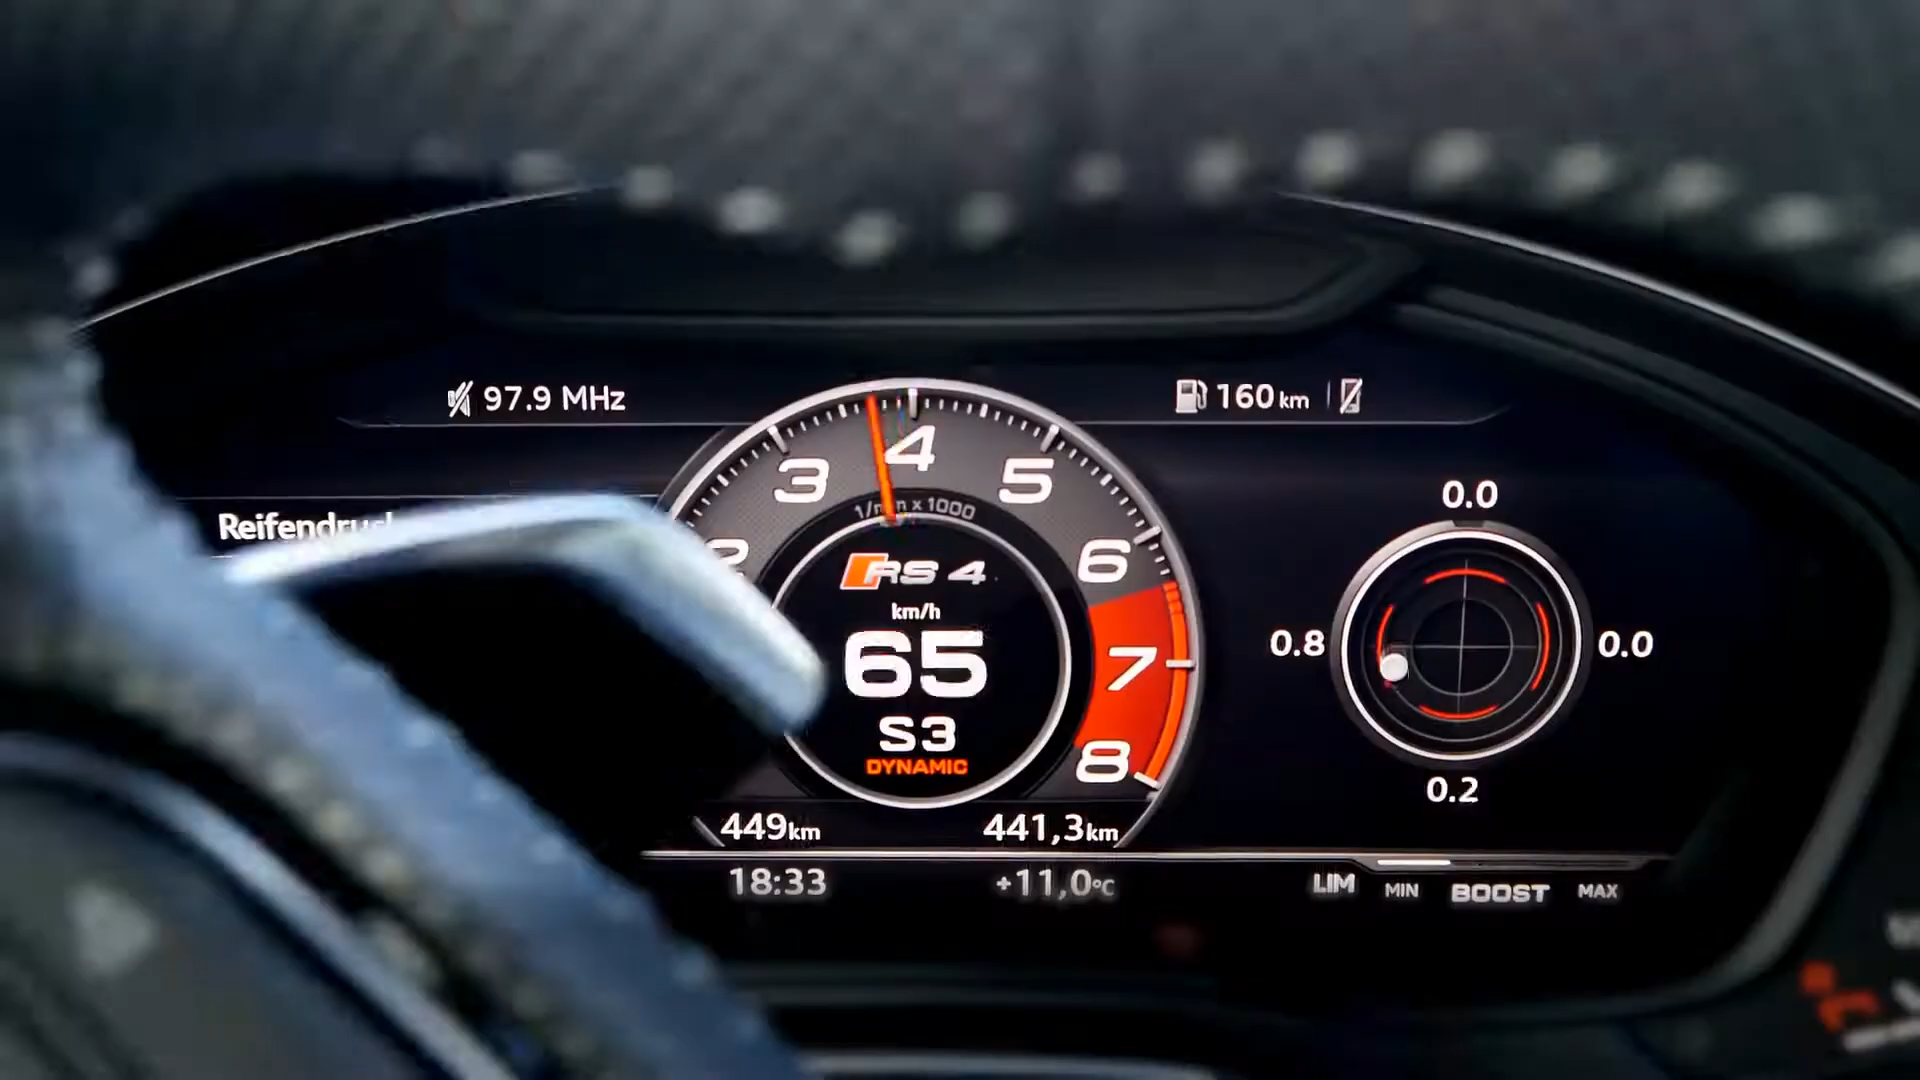 97.9 MHz
160 km
3
4
5
1/min x 1000
2
6
7
8
RS 4
km/h
65
S3
DYNAMIC
0.0
0.8
0.0
0.2
449km
441,3km
18:33
+11,0°C
LIM
MIN
BOOST
MAX